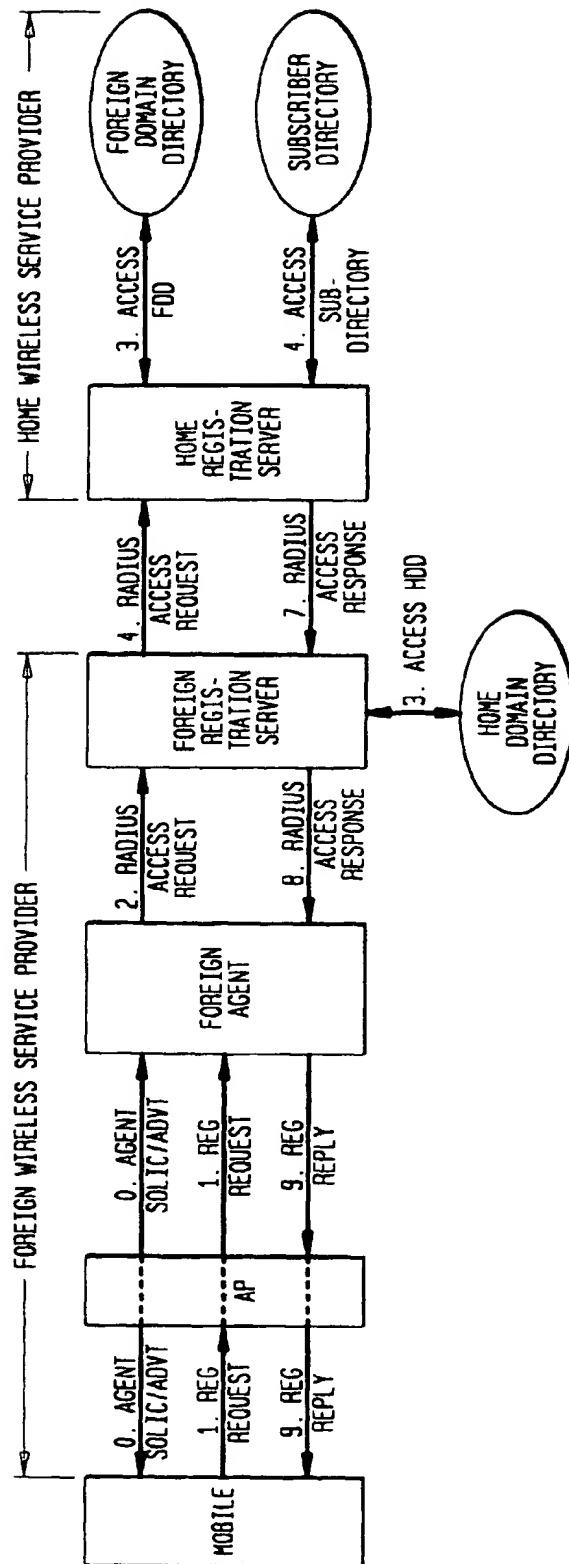 FOREIGN WIRELESS SERVICE PROVIDER
HOME WIRELESS SERVICE PROVIDER
MOBILE
0. AGENT
SOLIC/ADVT
1. REG
REQUEST
9. REG
REPLY
AP
0. AGENT
SOLIC/ADVT
1. REG
REQUEST
9. REG
REPLY
FOREIGN
AGENT
2. RADIUS
ACCESS
REQUEST
8. RADIUS
ACCESS
RESPONSE
FOREIGN
REGIS-
TRATION
SERVER
3. ACCESS HDD
HOME
DOMAIN
DIRECTORY
4. RADIUS
ACCESS
REQUEST
7. RADIUS
ACCESS
RESPONSE
HOME
REGIS-
TRATION
SERVER
3. ACCESS
FDD
4. ACCESS
SUB-
DIRECTORY
FOREIGN
DOMAIN
DIRECTORY
SUBSCRIBER
DIRECTORY